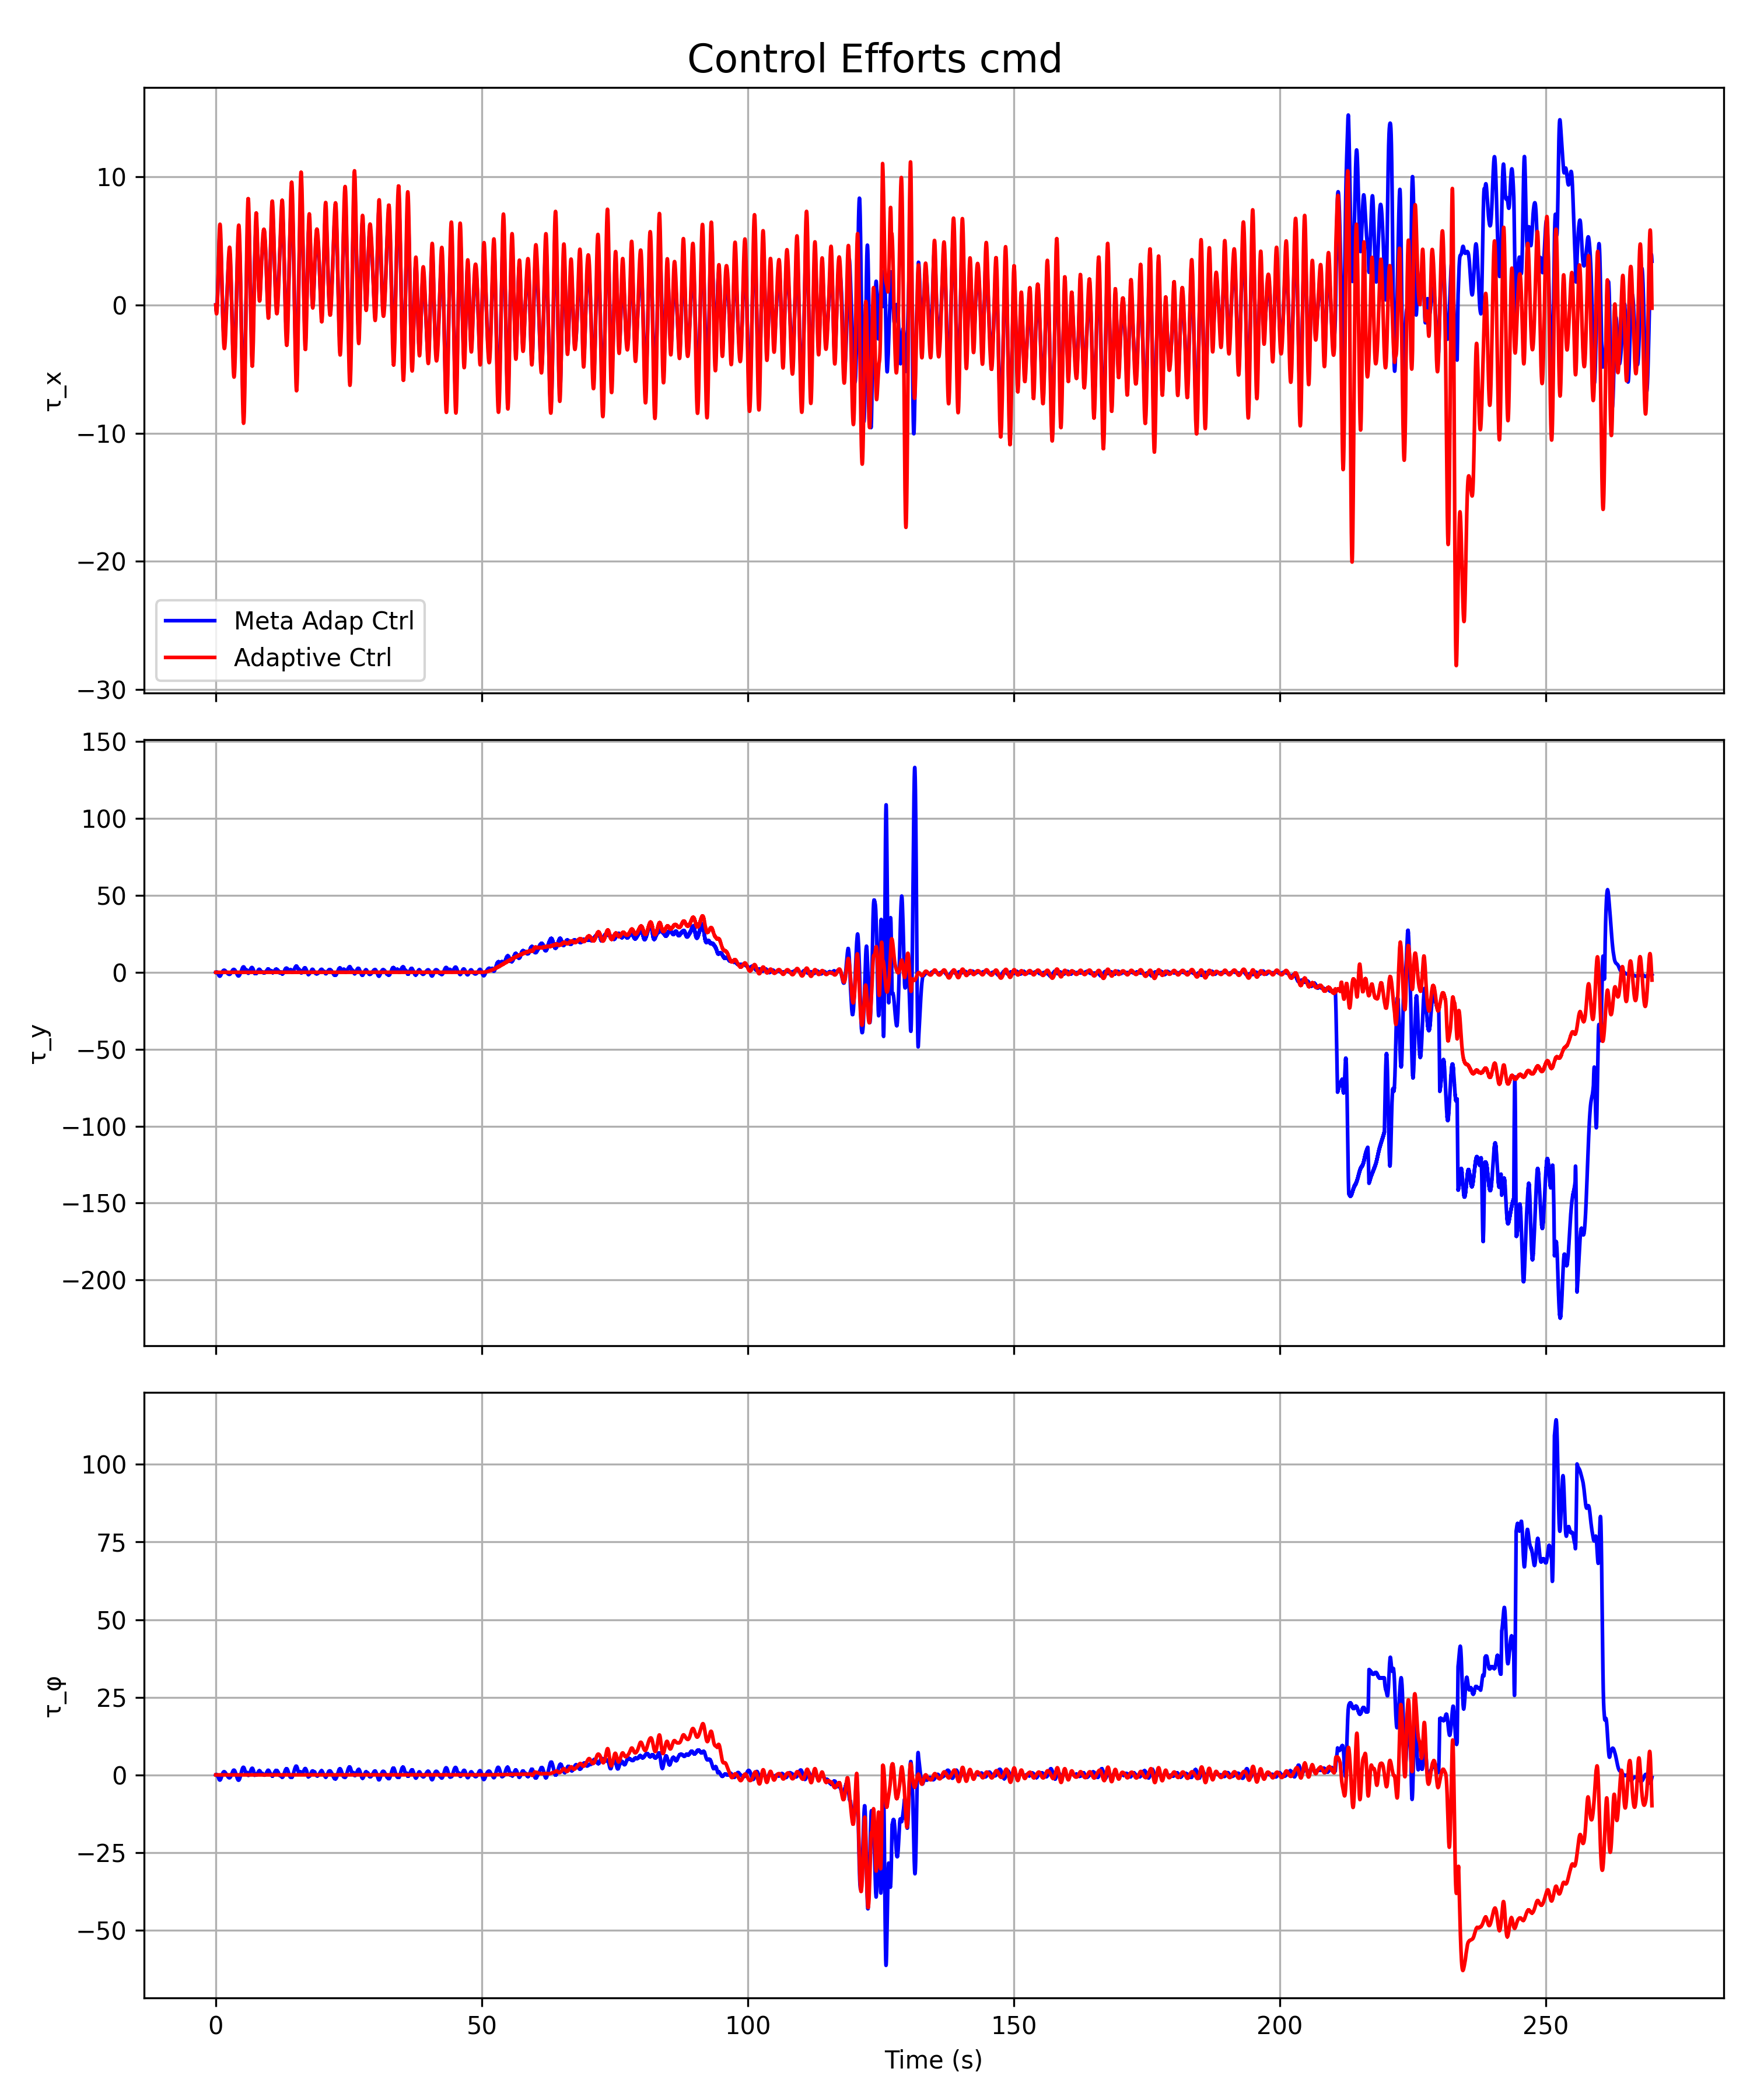 Control Efforts cmd
10
0
−10
−20
−30
τ_x
Meta Adap Ctrl
Adaptive Ctrl
150
100
50
0
−50
−100
−150
−200
τ_y
100
75
50
25
0
−25
−50
τ_φ
0 50 100 150 200 250
Time (s)